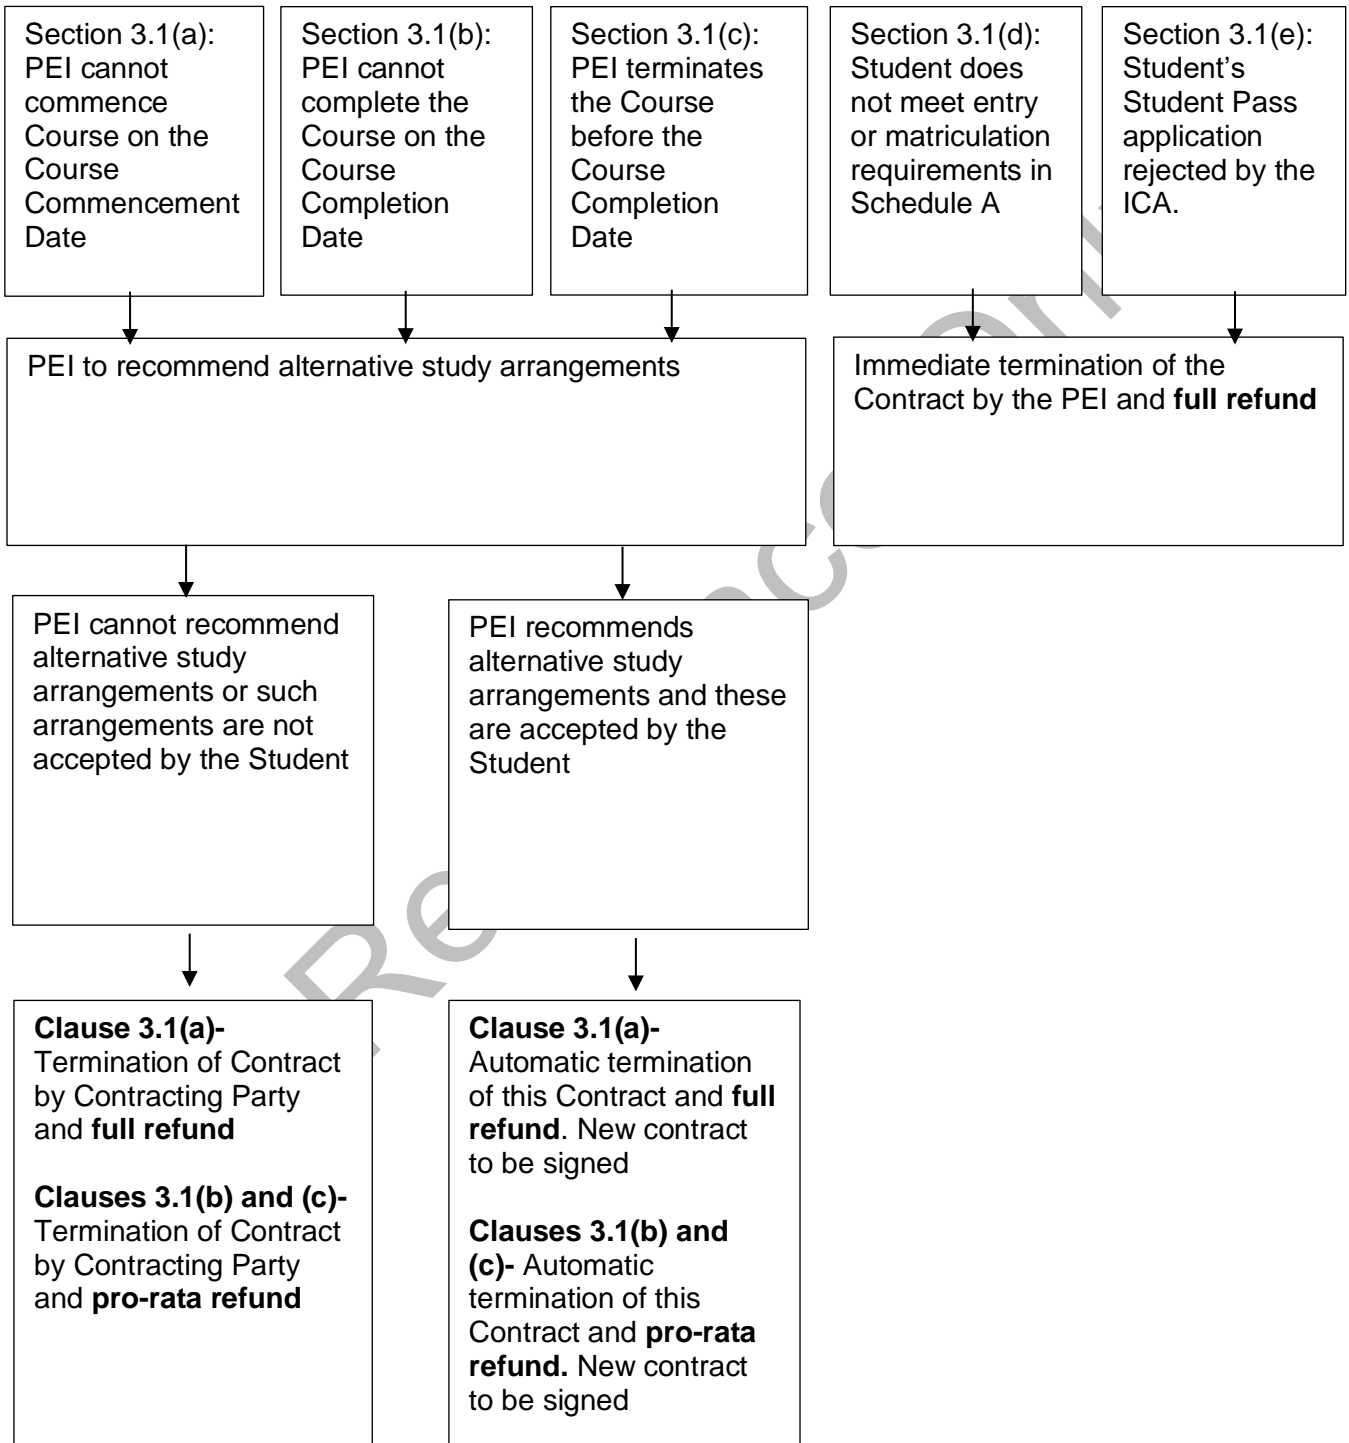 Section 3.1(a):
PEI cannot
commence
Course on the
Course
Commencement
Date
Section 3.1(b):
PEI cannot
complete the
Course on the
Course
Completion
Date
Section 3.1(c):
PEI terminates
the Course
before the
Course
Completion
Date
Section 3.1(d):
Student does
not meet entry
or matriculation
requirements in
Schedule A
Section 3.1(e):
Student’s
Student Pass
application
rejected by the
ICA.
PEI to recommend alternative study arrangements
Immediate termination of the
Contract by the PEI and full refund
PEI cannot recommend
alternative study
arrangements or such
arrangements are not
accepted by the Student
PEI recommends
alternative study
arrangements and these
are accepted by the
Student
Clause 3.1(a)-
Termination of Contract
by Contracting Party
and full refund
Clauses 3.1(b) and (c)-
Termination of Contract
by Contracting Party
and pro-rata refund
Clause 3.1(a)-
Automatic termination
of this Contract and full
refund. New contract
to be signed
Clauses 3.1(b) and
(c)- Automatic
termination of this
Contract and pro-rata
refund. New contract
to be signed